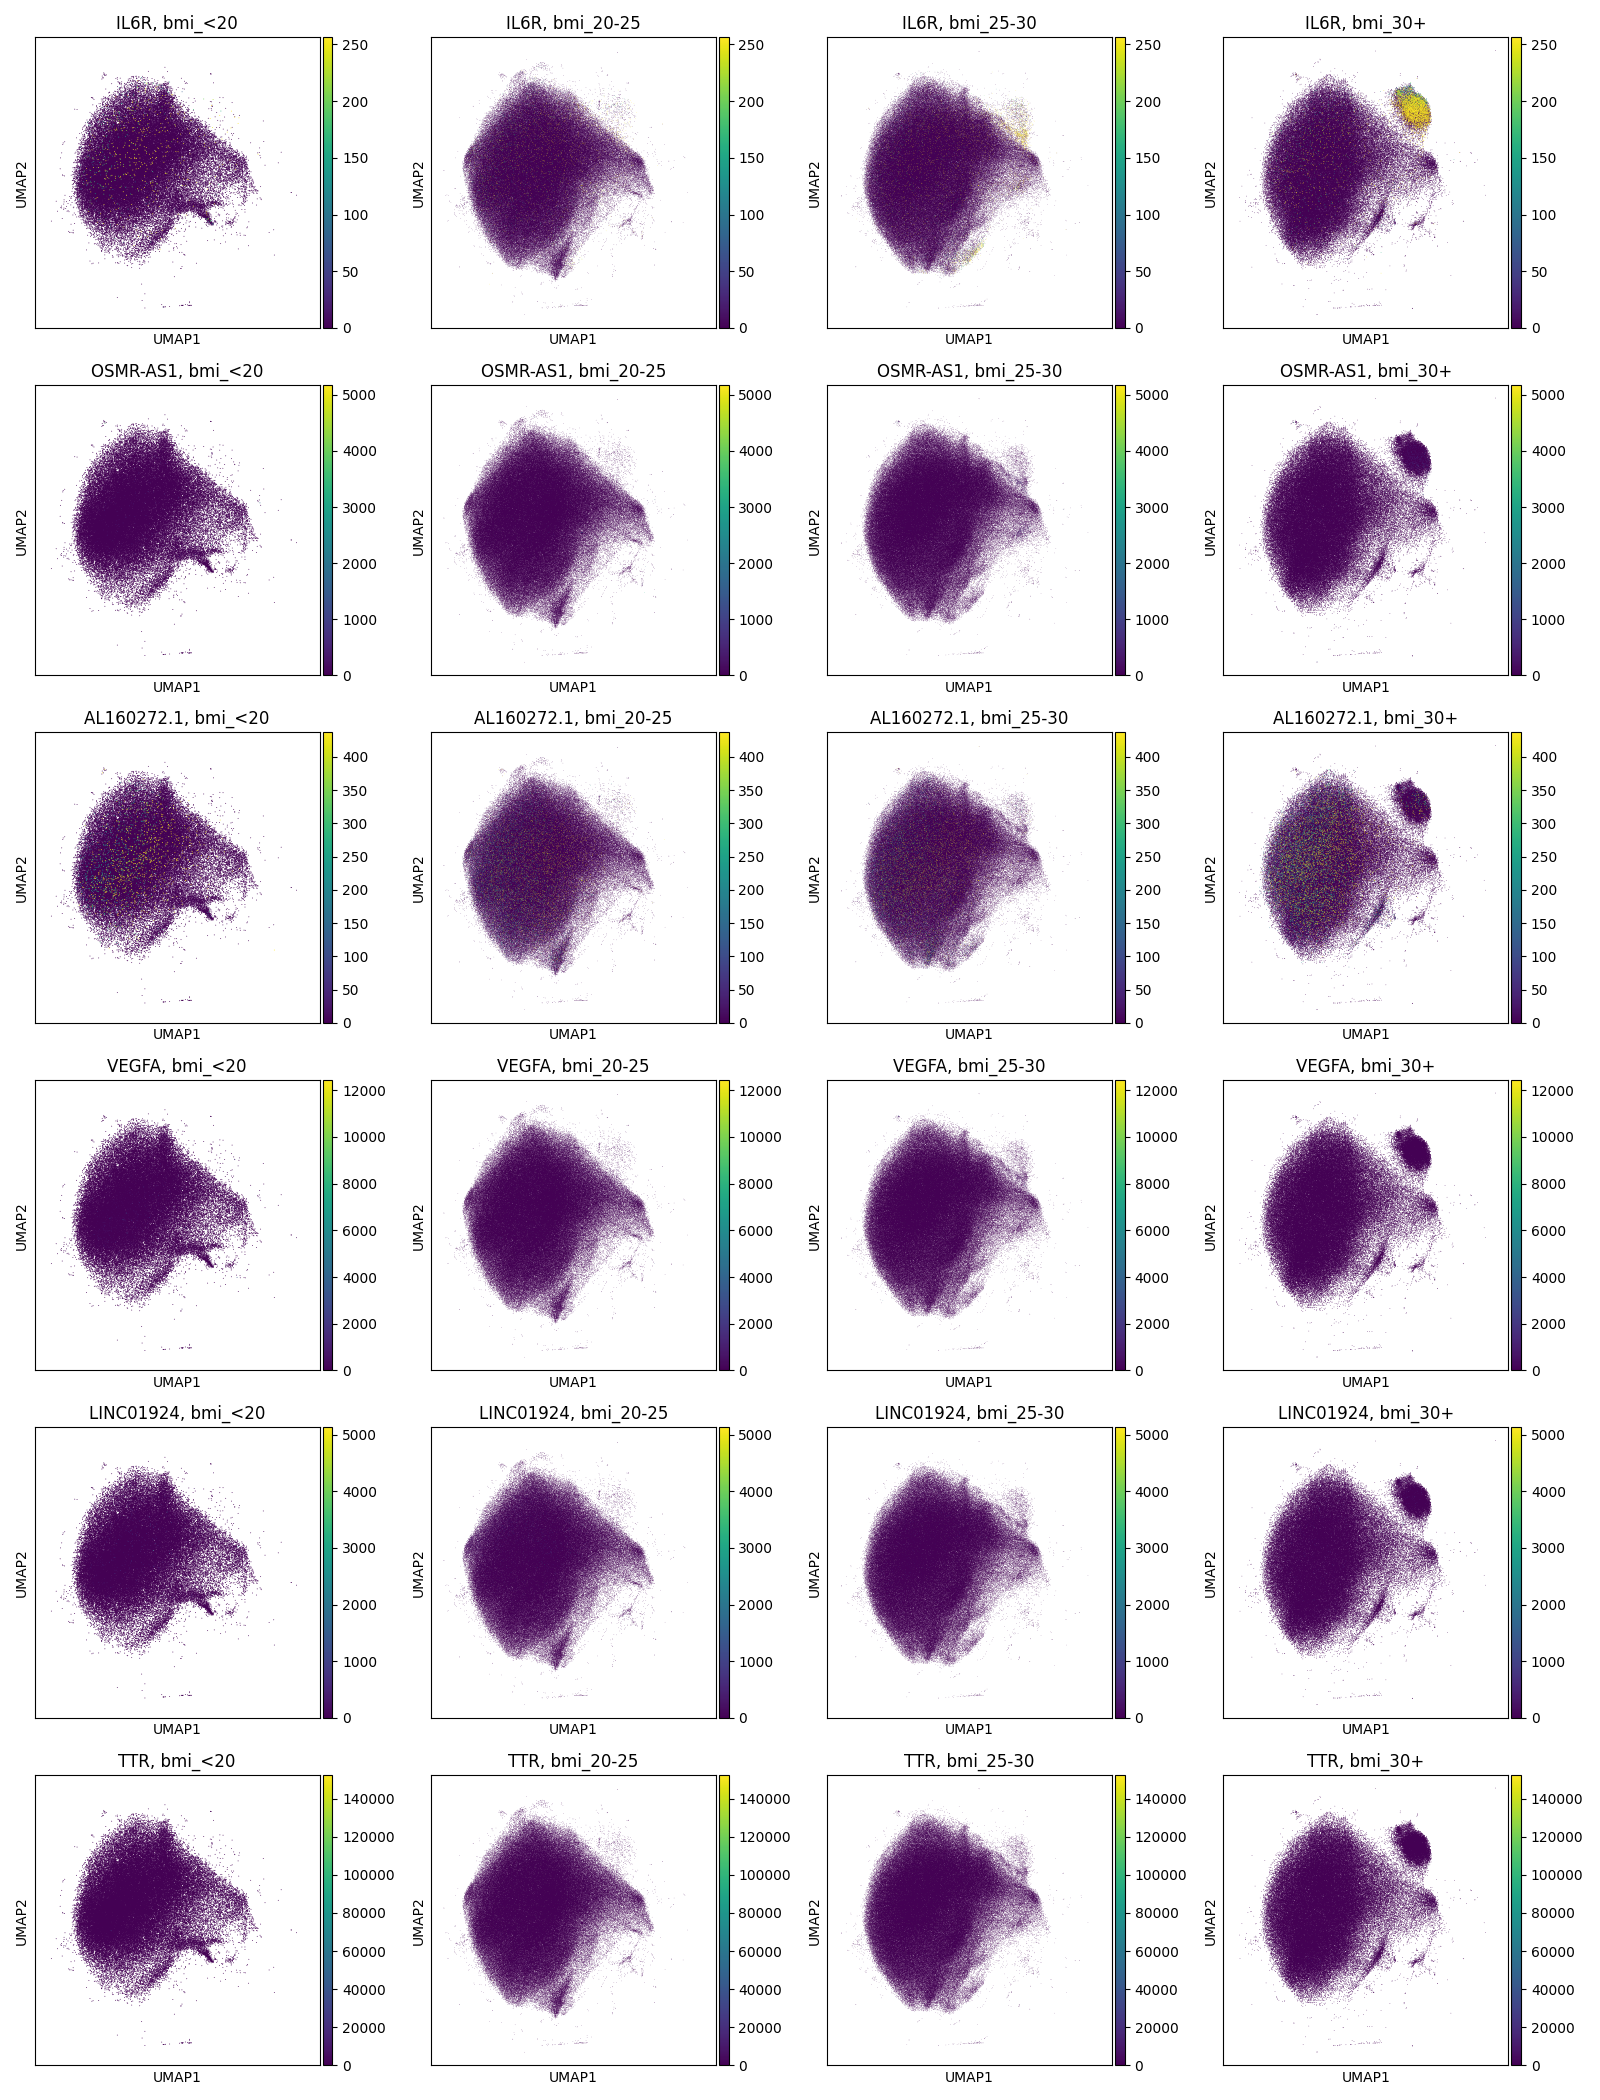 IL6R, bmi_<20
IL6R, bmi_20-25
IL6R, bmi_25-30
IL6R, bmi_30+
UMAP2
250
200
150
100
50
0
UMAP1
UMAP2
250
200
150
100
50
0
UMAP1
UMAP2
250
200
150
100
50
0
UMAP1
UMAP2
250
200
150
100
50
0
UMAP1
OSMR-AS1, bmi_<20
OSMR-AS1, bmi_20-25
OSMR-AS1, bmi_25-30
OSMR-AS1, bmi_30+
UMAP2
5000
4000
3000
2000
1000
0
UMAP1
UMAP2
5000
4000
3000
2000
1000
0
UMAP1
UMAP2
5000
4000
3000
2000
1000
0
UMAP1
UMAP2
5000
4000
3000
2000
1000
0
UMAP1
AL160272.1, bmi_<20
AL160272.1, bmi_20-25
AL160272.1, bmi_25-30
AL160272.1, bmi_30+
UMAP2
400
350
300
250
200
150
100
50
0
UMAP1
UMAP2
400
350
300
250
200
150
100
50
0
UMAP1
UMAP2
400
350
300
250
200
150
100
50
0
UMAP1
UMAP2
400
350
300
250
200
150
100
50
0
UMAP1
VEGFA, bmi_<20
VEGFA, bmi_20-25
VEGFA, bmi_25-30
VEGFA, bmi_30+
UMAP2
12000
10000
8000
6000
4000
2000
0
UMAP1
UMAP2
12000
10000
8000
6000
4000
2000
0
UMAP1
UMAP2
12000
10000
8000
6000
4000
2000
0
UMAP1
UMAP2
12000
10000
8000
6000
4000
2000
0
UMAP1
LINC01924, bmi_<20
LINC01924, bmi_20-25
LINC01924, bmi_25-30
LINC01924, bmi_30+
UMAP2
5000
4000
3000
2000
1000
0
UMAP1
UMAP2
5000
4000
3000
2000
1000
0
UMAP1
UMAP2
5000
4000
3000
2000
1000
0
UMAP1
UMAP2
5000
4000
3000
2000
1000
0
UMAP1
TTR, bmi_<20
TTR, bmi_20-25
TTR, bmi_25-30
TTR, bmi_30+
UMAP2
140000
120000
100000
80000
60000
40000
20000
0
UMAP1
UMAP2
140000
120000
100000
80000
60000
40000
20000
0
UMAP1
UMAP2
140000
120000
100000
80000
60000
40000
20000
0
UMAP1
UMAP2
140000
120000
100000
80000
60000
40000
20000
0
UMAP1